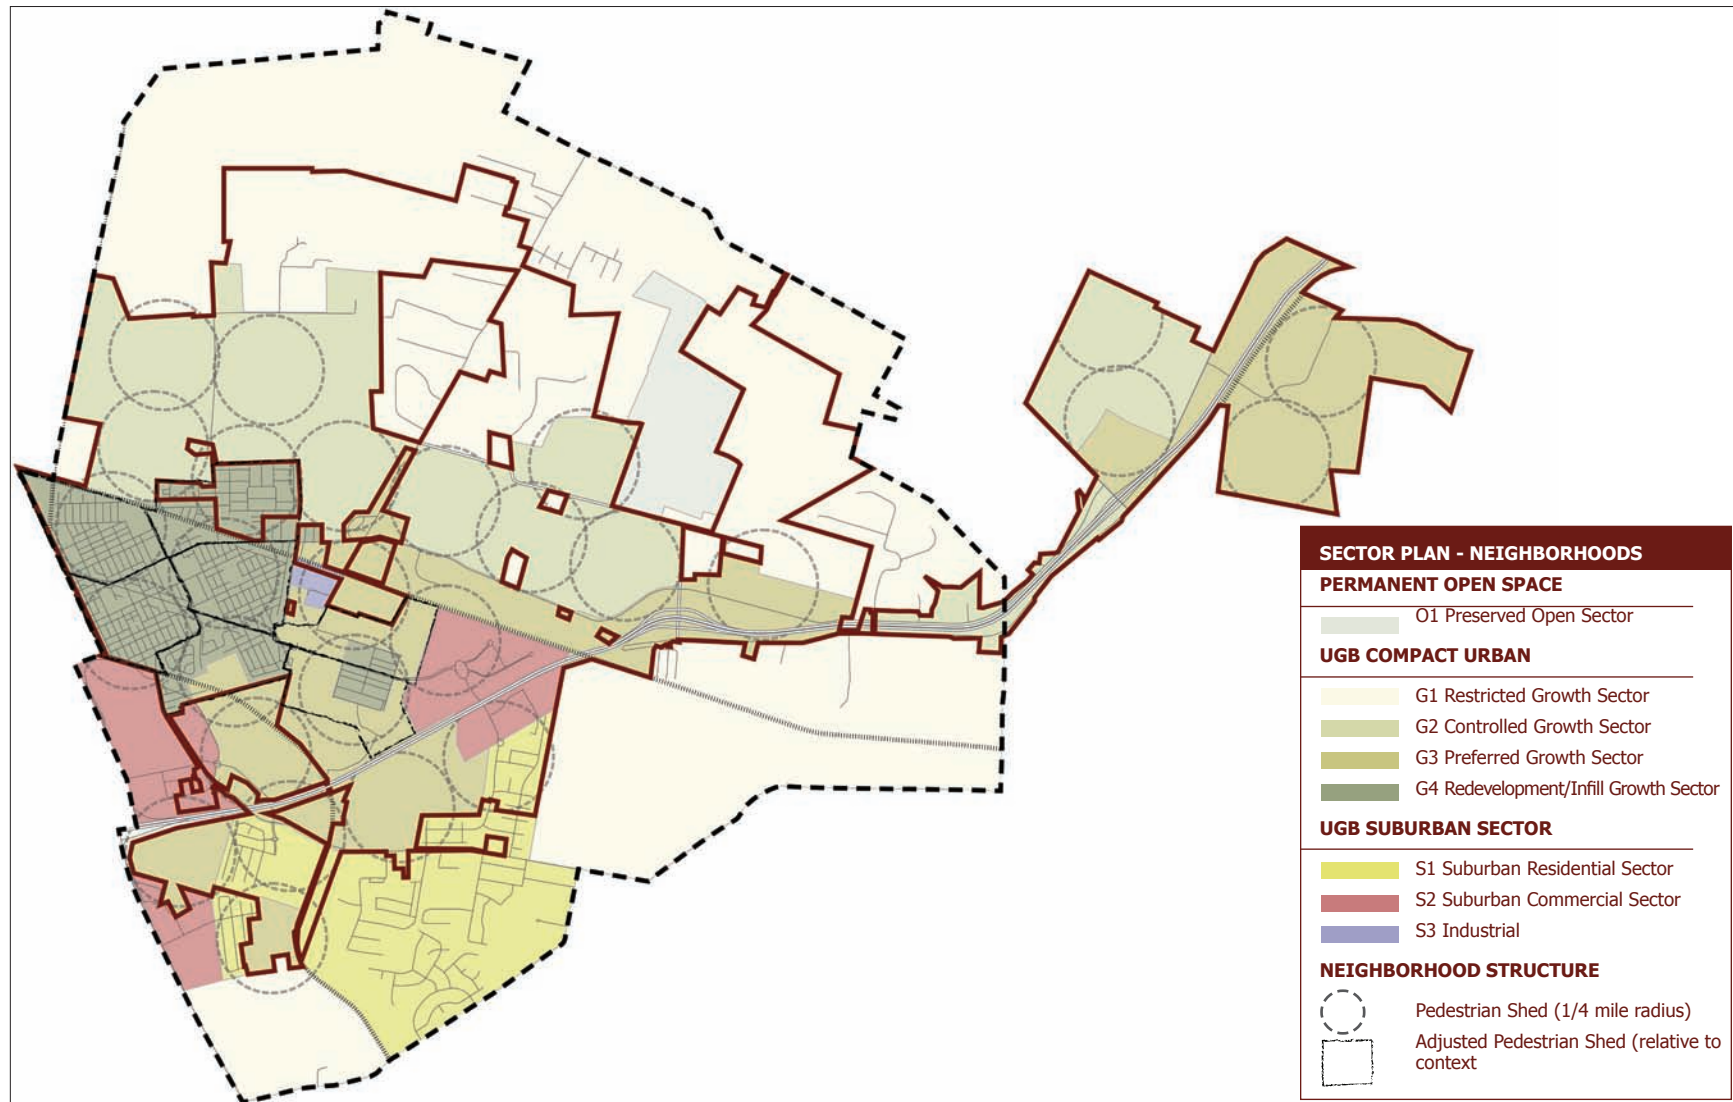 SECTOR PLAN - NEIGHBORHOODS
PERMANENT OPEN SPACE
O1 Preserved Open Sector
UGB COMPACT URBAN
G1 Restricted Growth Sector
G2 Controlled Growth Sector
G3 Preferred Growth Sector
G4 Redevelopment/Infill Growth Sector
UGB SUBURBAN SECTOR
S1 Suburban Residential Sector
S2 Suburban Commercial Sector
S3 Industrial
NEIGHBORHOOD STRUCTURE
Pedestrian Shed (1/4 mile radius)
Adjusted Pedestrian Shed (relative to
context